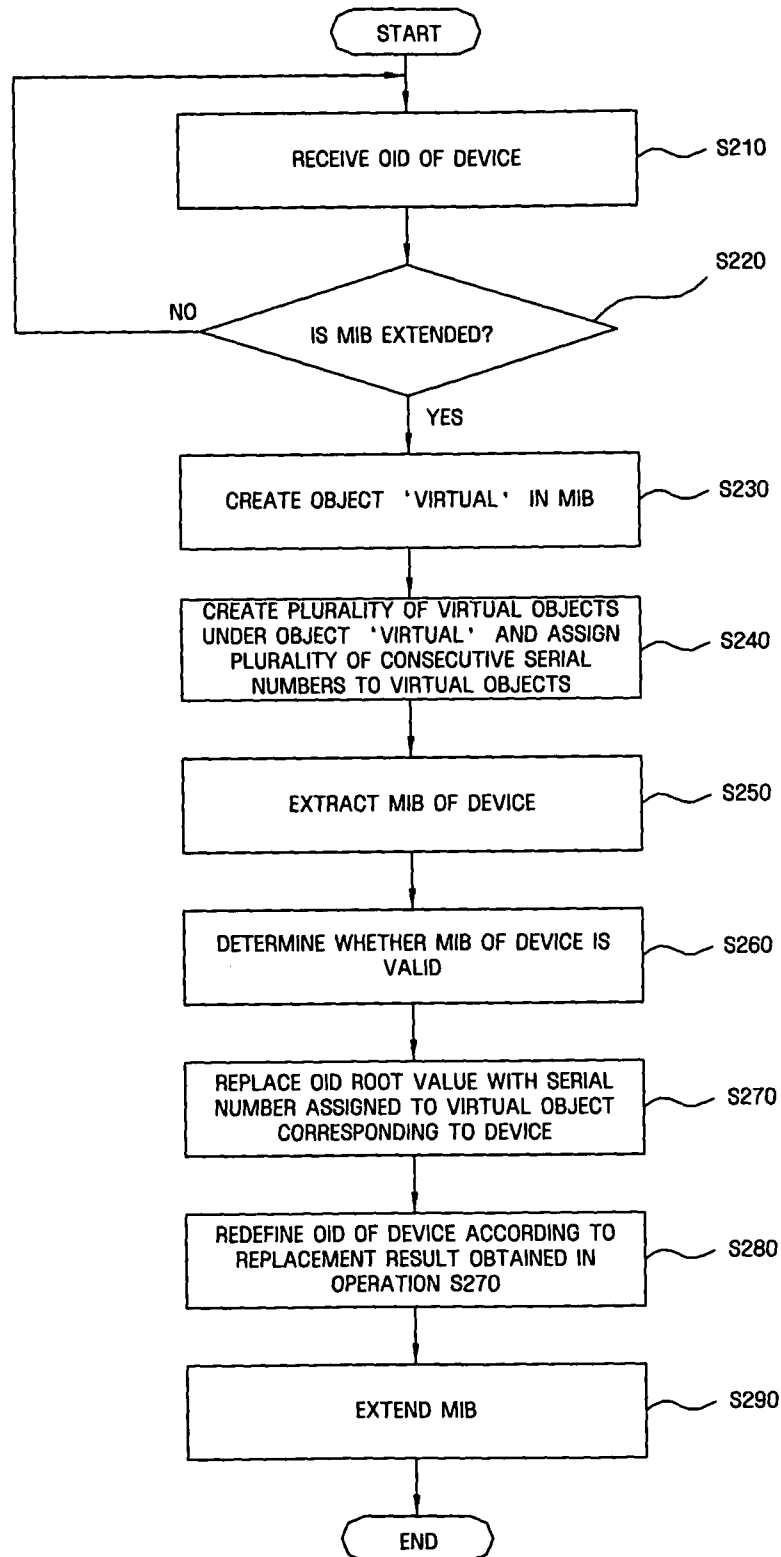 START
RECEIVE OID OF DEVICE
S210
S220
NO
IS MIB EXTENDED?
YES
CREATE OBJECT 'VIRTUAL' IN MIB
S230
CREATE PLURALITY OF VIRTUAL OBJECTS
UNDER OBJECT 'VIRTUAL' AND ASSIGN
PLURALITY OF CONSECUTIVE SERIAL
NUMBERS TO VIRTUAL OBJECTS
S240
EXTRACT MIB OF DEVICE
S250
DETERMINE WHETHER MIB OF DEVICE IS
VALID
S260
REPLACE OID ROOT VALUE WITH SERIAL
NUMBER ASSIGNED TO VIRTUAL OBJECT
CORRESPONDING TO DEVICE
S270
REDEFINE OID OF DEVICE ACCORDING TO
REPLACEMENT RESULT OBTAINED IN
OPERATION S270
S280
EXTEND MIB
S290
END